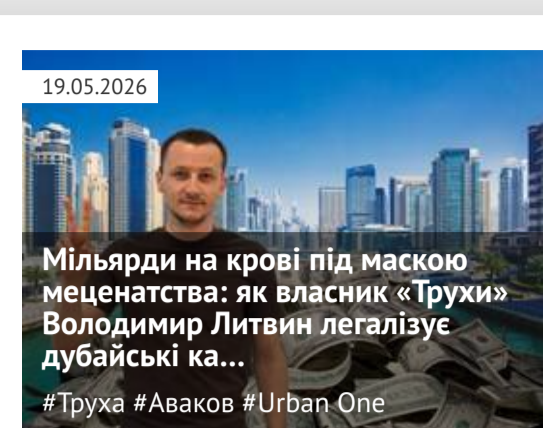 19.05.2026
Мільярди на крові під маскою
меценатства: як власник «Трухи»
Володимир Литвин легалізує
дубайські ка...
#Труха #Аваков #Urban One